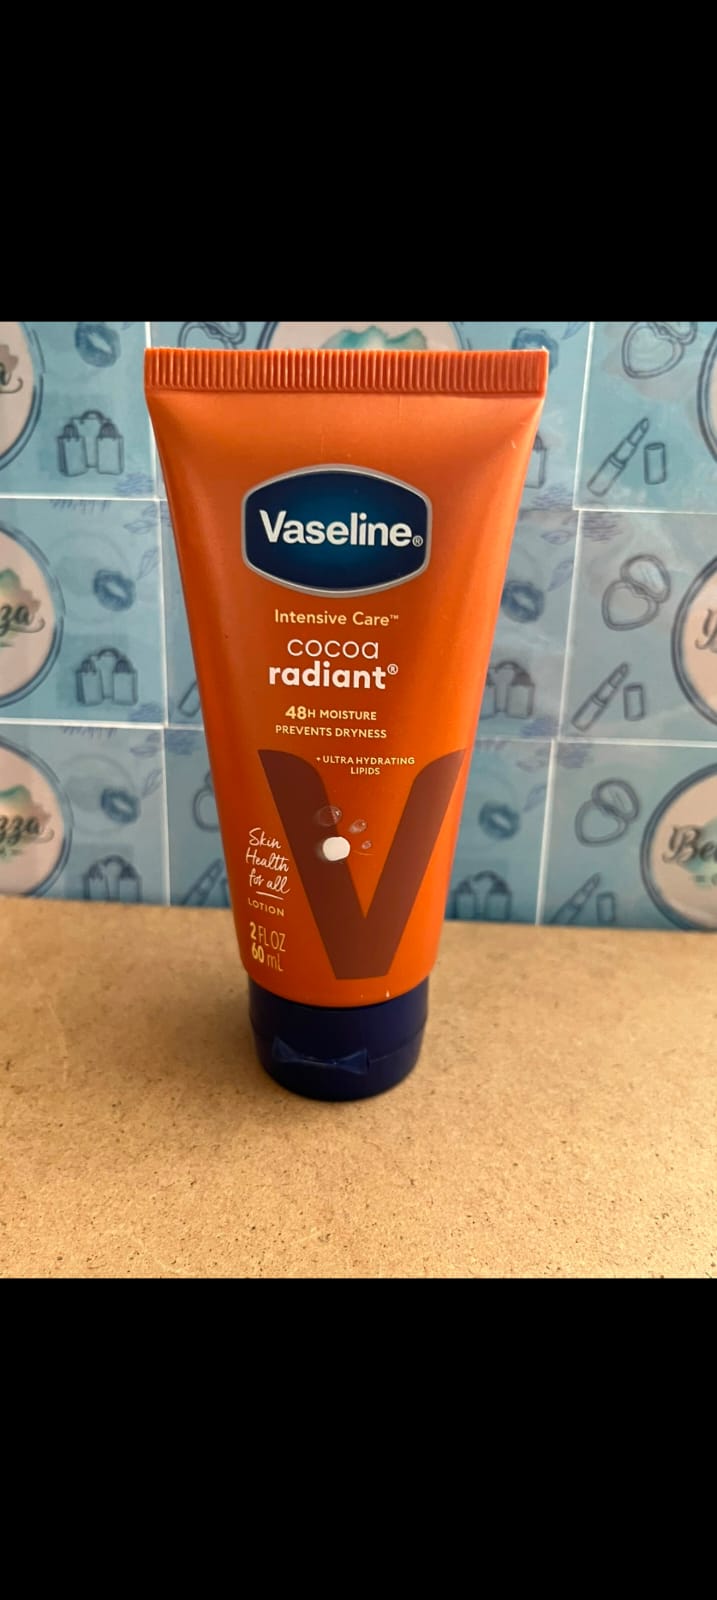 Vaseline®
Intensive Care™
cocoa
radiant®
48H MOISTURE
PREVENTS DRYNESS
+ULTRA HYDRATING
LIPIDS
Skin
Health
for all
LOTION
2 FL OZ
60 mL